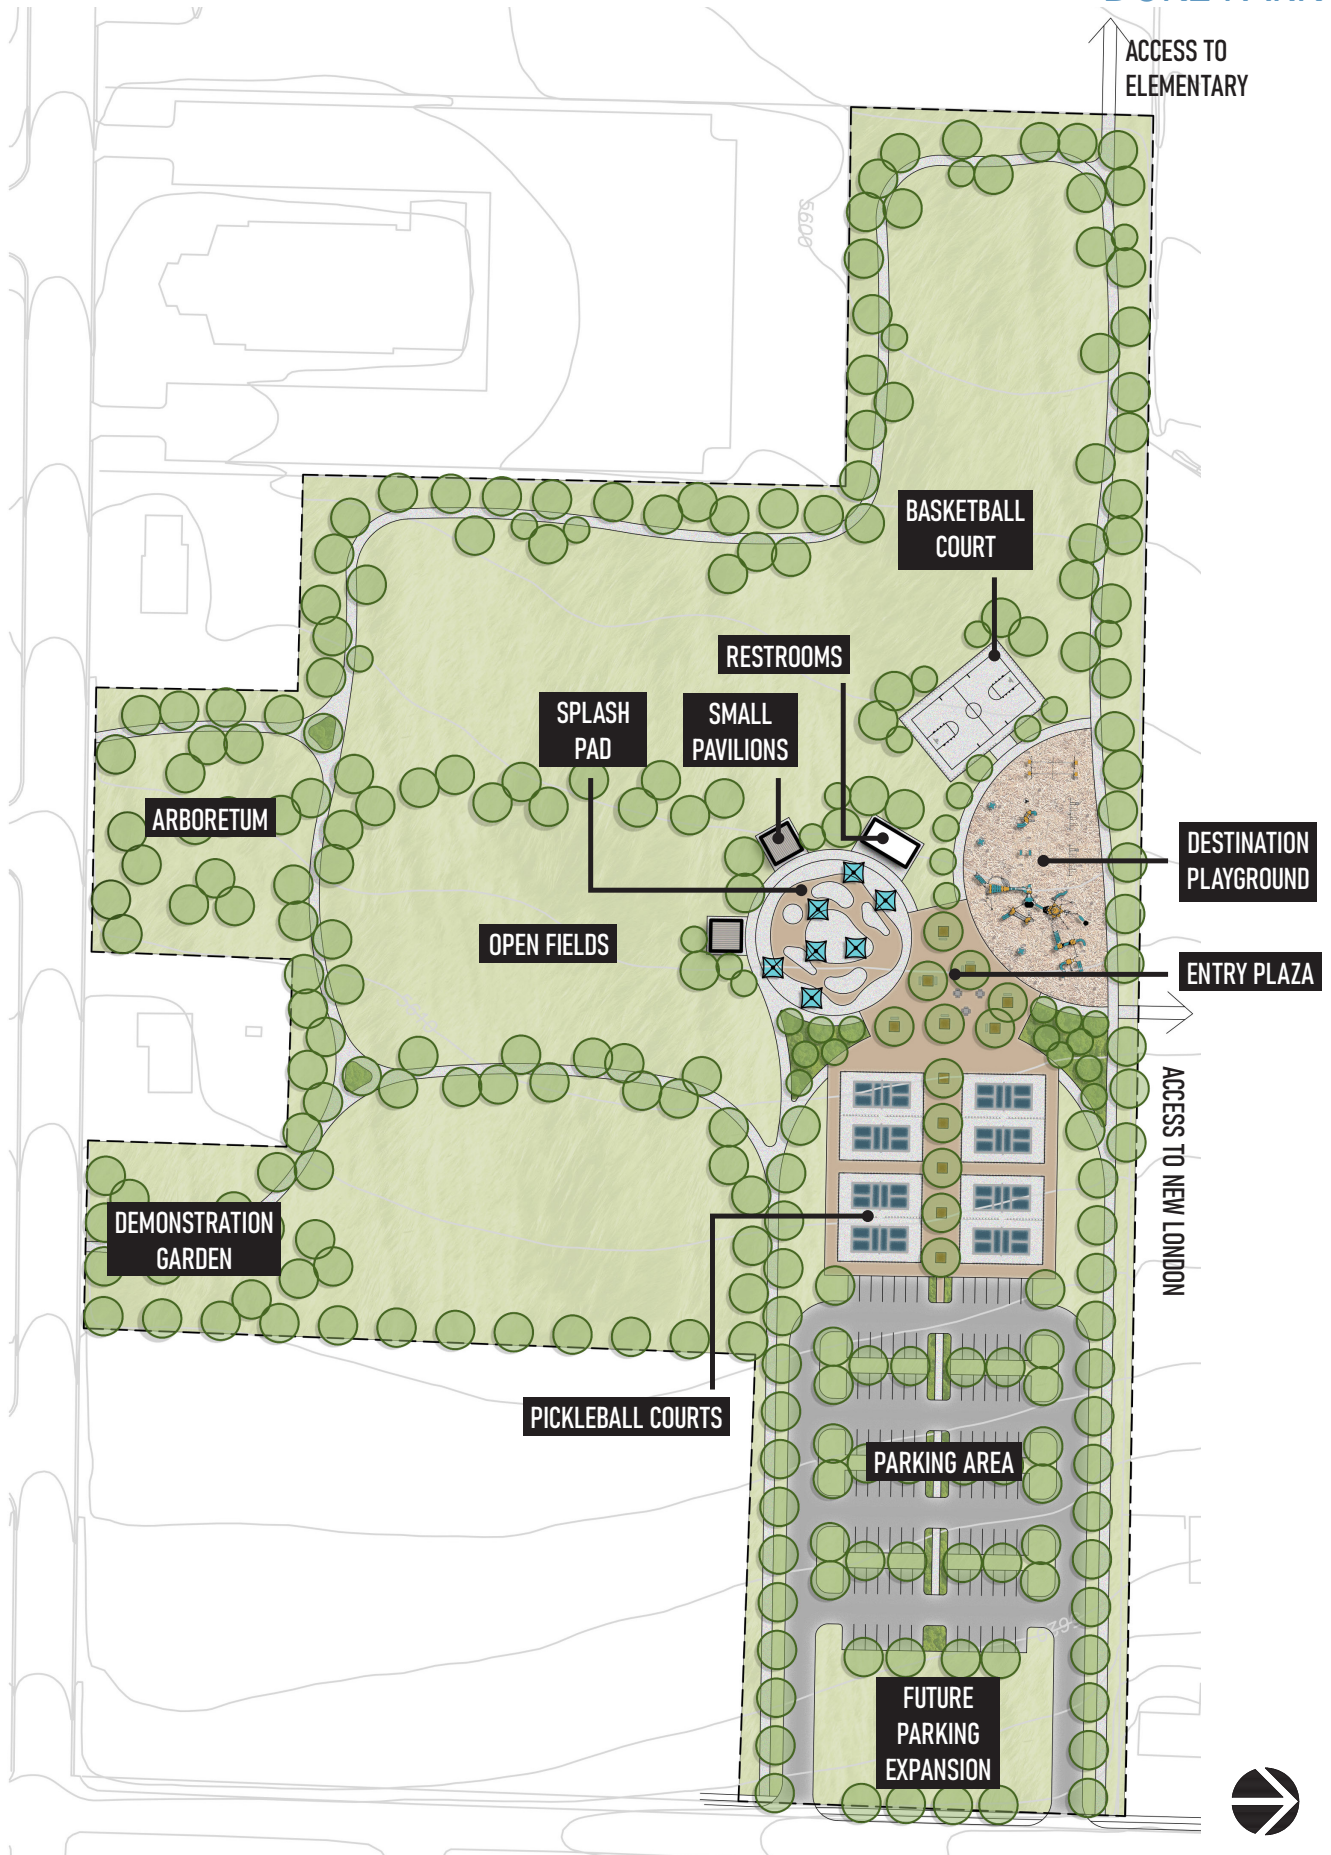 ACCESS TO
ELEMENTARY
5600
BASKETBALL
COURT
RESTROOMS
SPLASH
PAD
SMALL
PAVILIONS
ARBORETUM
DESTINATION
PLAYGROUND
OPEN FIELDS
ENTRY PLAZA
ACCESS TO NEW LONDON
DEMONSTRATION
GARDEN
PICKLEBALL COURTS
PARKING AREA
FUTURE
PARKING
EXPANSION